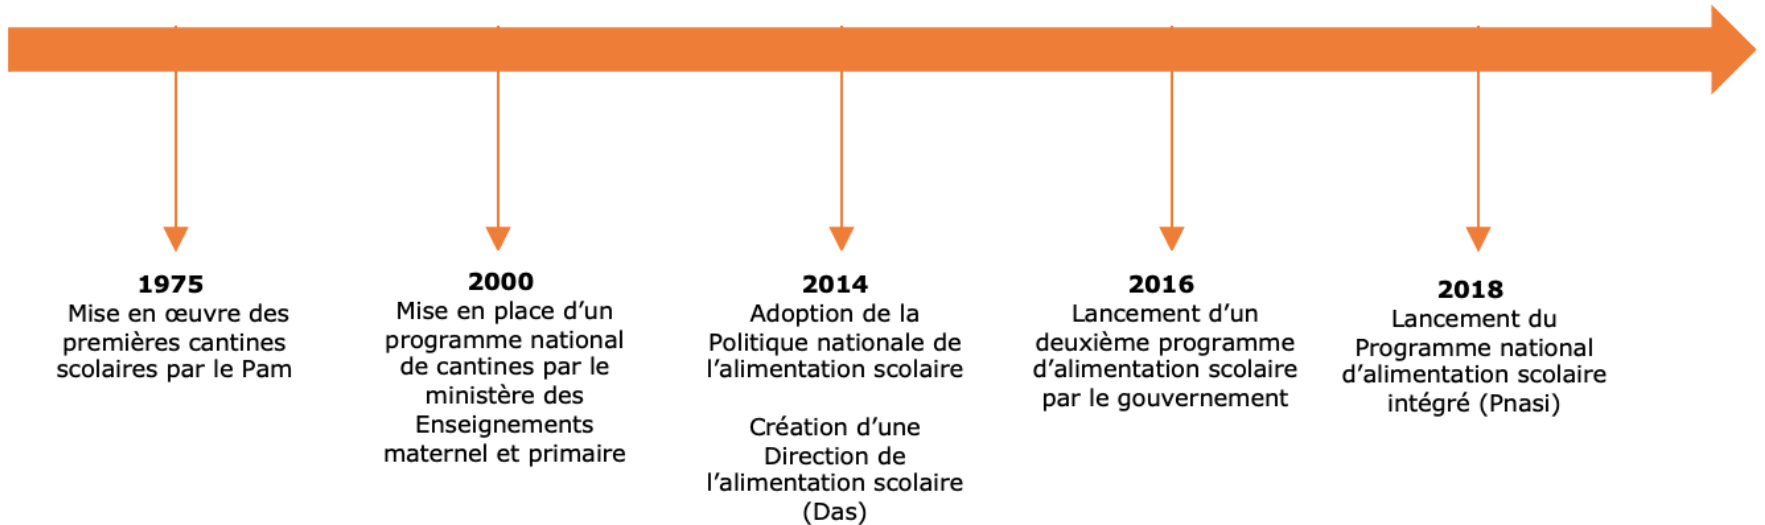 1975
Mise en œuvre des
premières cantines
scolaires par le Pam
2000
Mise en place d’un
programme national
de cantines par le
ministère des
Enseignements
maternel et primaire
2014
Adoption de la
Politique nationale de
l’alimentation scolaire
Création d’une
Direction de
l’alimentation scolaire
(Das)
2016
Lancement d’un
deuxième programme
d’alimentation scolaire
par le gouvernement
2018
Lancement du
Programme national
d’alimentation scolaire
intégré (Pnasi)